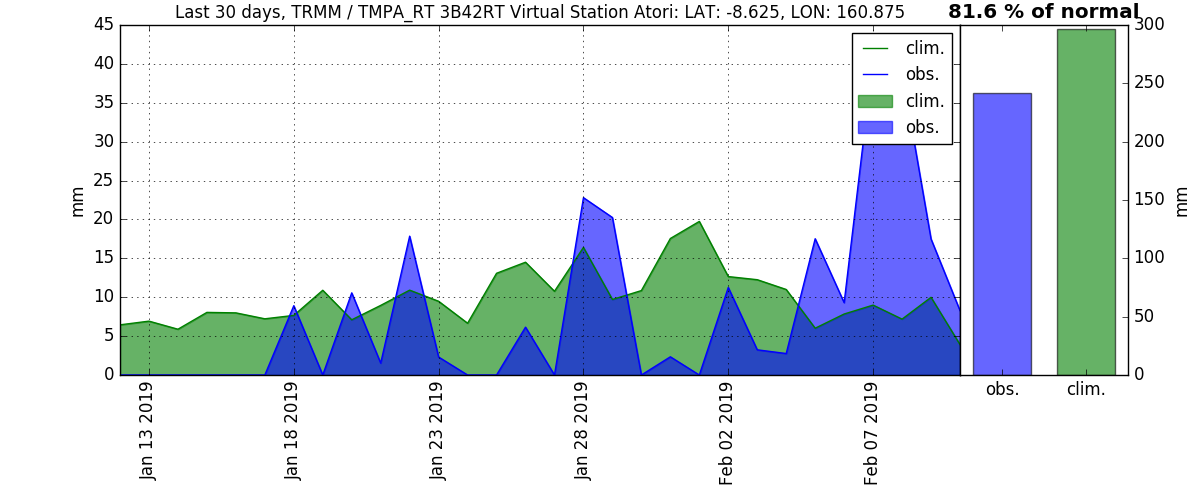 Last 30 days, TRMM / TMPA_RT 3B42RT Virtual Station Atori: LAT: -8.625, LON: 160.875
81.6 % of normal
45
40
35
30
25
20
15
10
5
0
mm
clim.
obs.
clim.
obs.
300
250
200
150
100
50
0
mm
Jan 13 2019
Jan 18 2019
Jan 23 2019
Jan 28 2019
Feb 02 2019
Feb 07 2019
obs.
clim.